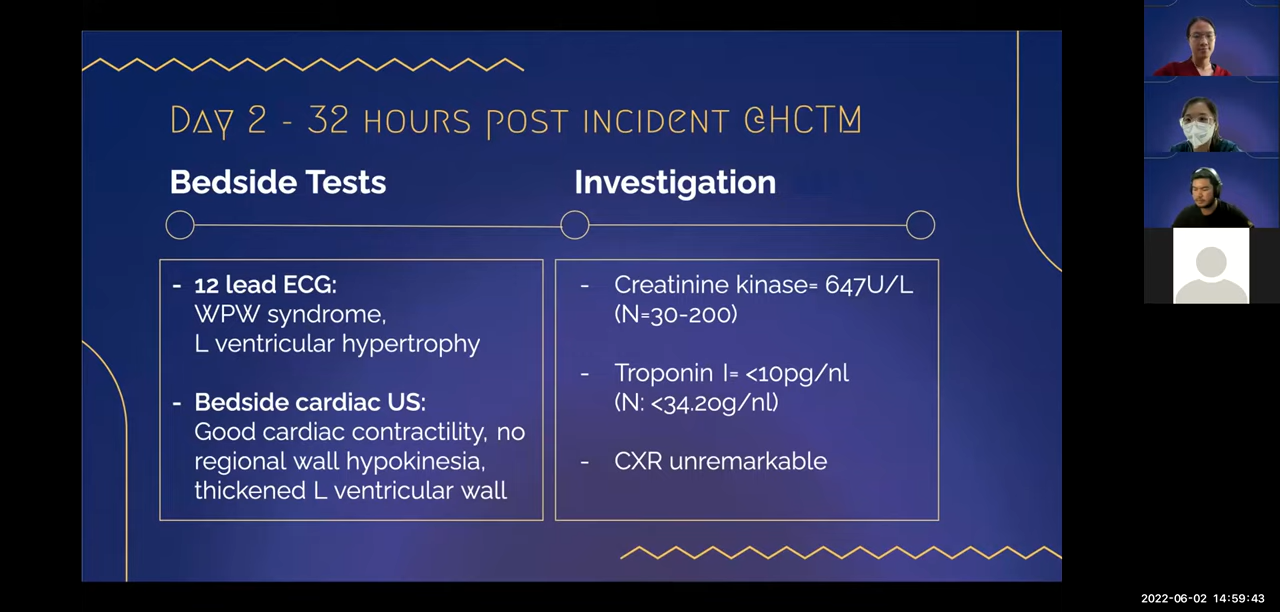 Day 2 - 32 hours post incident @HCTM
Bedside Tests
Investigation
- 12 lead ECG:
WPW syndrome,
L ventricular hypertrophy
- Bedside cardiac US:
Good cardiac contractility, no
regional wall hypokinesia,
thickened L ventricular wall
- Creatinine kinase= 647U/L
(N=30-200)
- Troponin I= <10pg/nl
(N: <34.2og/nl)
- CXR unremarkable
2022-06-02 14:59:43